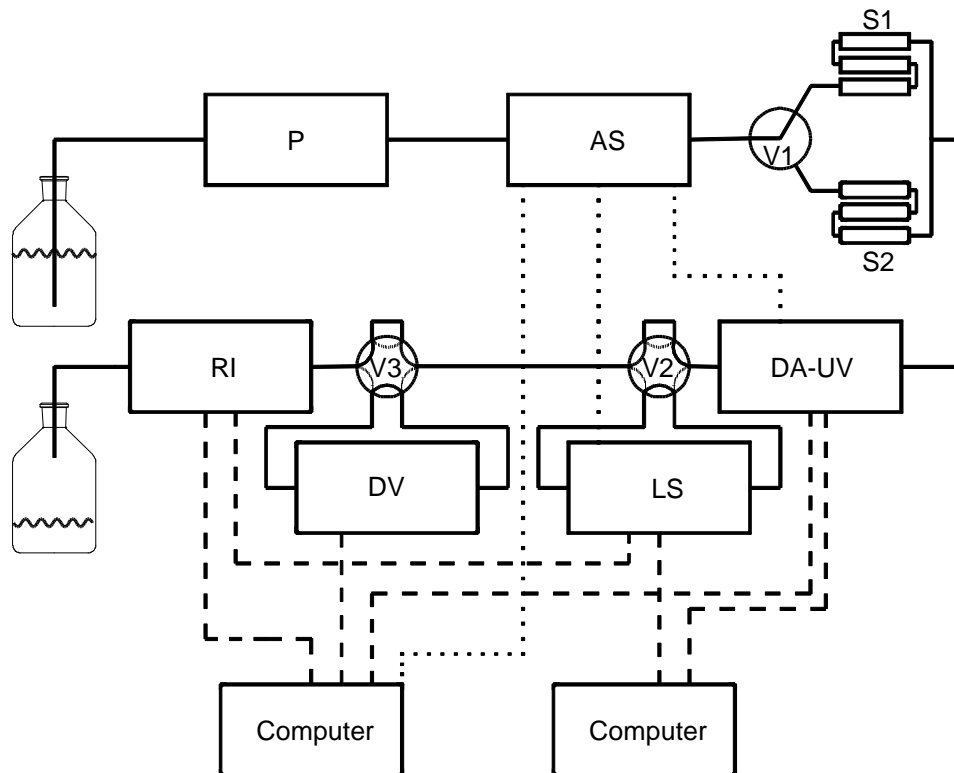 S1
P
AS
V1
S2
RI
V3
V2
DA-UV
DV
LS
Computer
Computer